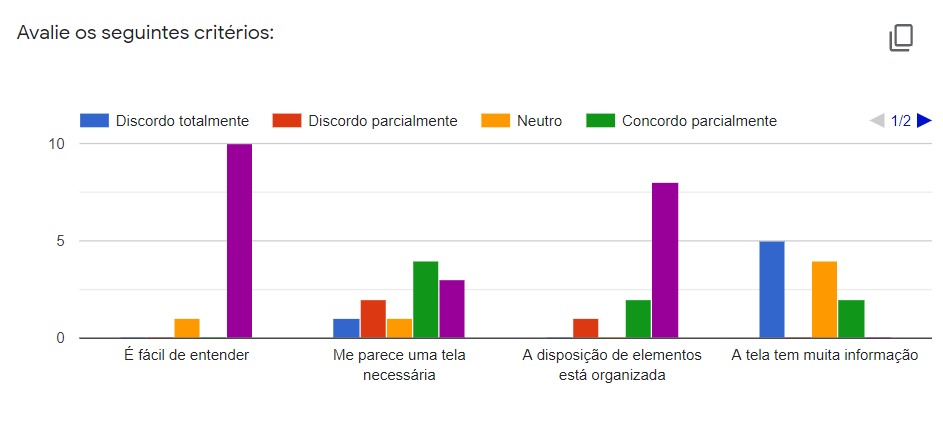 Avalie os seguintes critérios:
Discordo totalmente Discordo parcialmente Neutro Concordo parcialmente 1/2
10
5
0
É fácil de entender Me parece uma tela necessária A disposição de elementos está organizada A tela tem muita informação